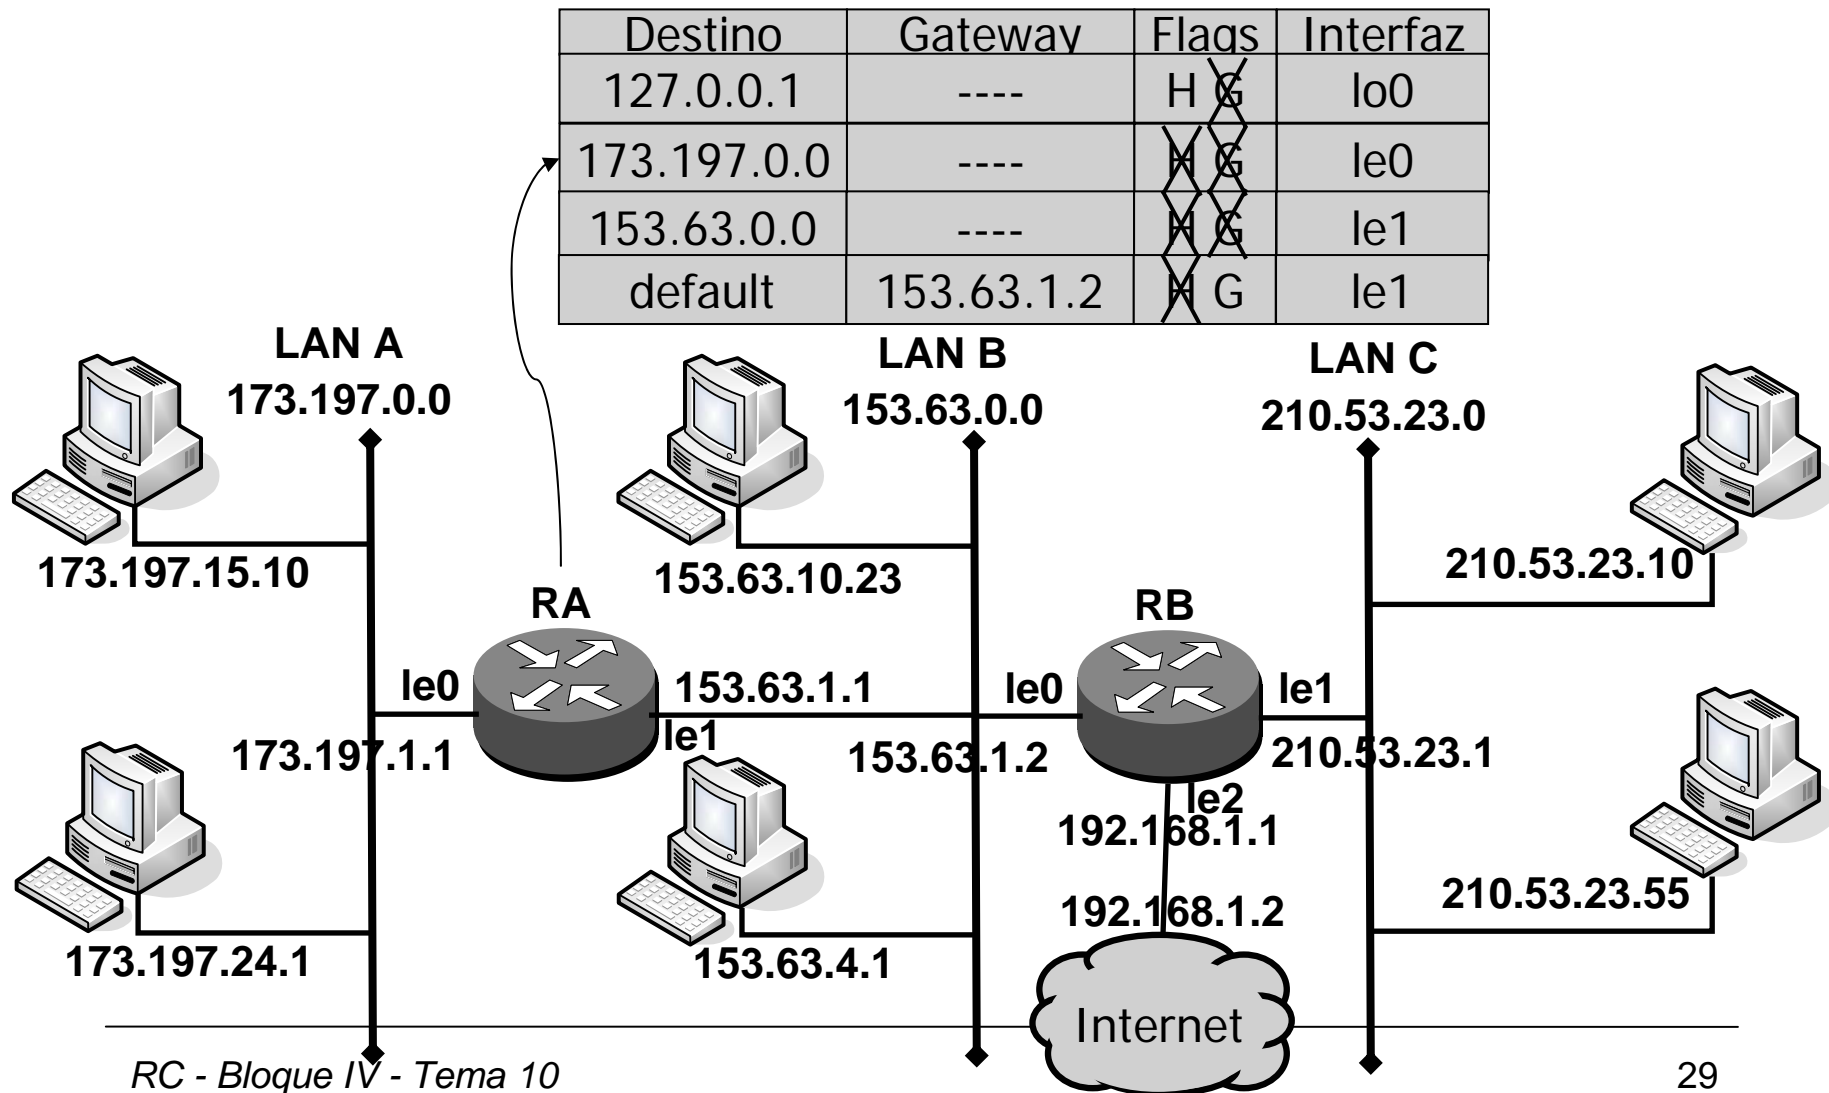 Destino Gateway Flags Interfaz
127.0.0.1 ---- H G lo0
173.197.0.0 ---- H G le0
153.63.0.0 ---- H G le1
default 153.63.1.2 H G le1
LAN A
173.197.0.0
LAN B
153.63.0.0
LAN C
210.53.23.0
173.197.15.10
153.63.10.23
210.53.23.10
RA
RB
le0
153.63.1.1
le0
le1
173.197.1.1
le1
153.63.1.2
210.53.23.1
le2
192.168.1.1
192.168.1.2
173.197.24.1
153.63.4.1
210.53.23.55
Internet
RC - Bloque IV - Tema 10
29